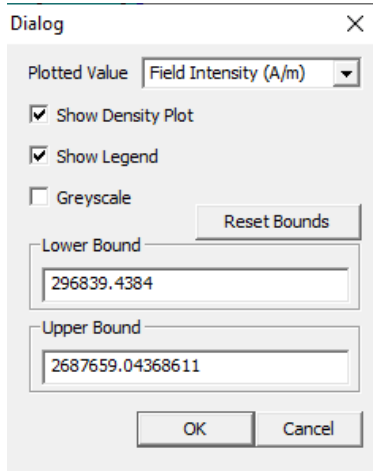 Dialog
Plotted Value Field Intensity (A/m)
Show Density Plot
Show Legend
Greyscale
Reset Bounds
Lower Bound
296839.4384
Upper Bound
2687659.04368611
OK Cancel